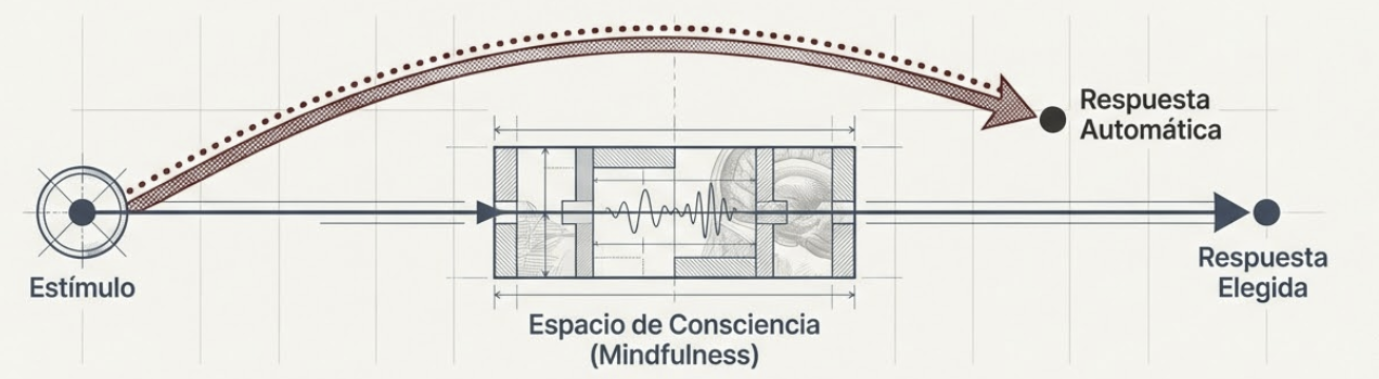 Estímulo
Espacio de Consciencia
(Mindfulness)
Respuesta
Automática
Respuesta
Elegida